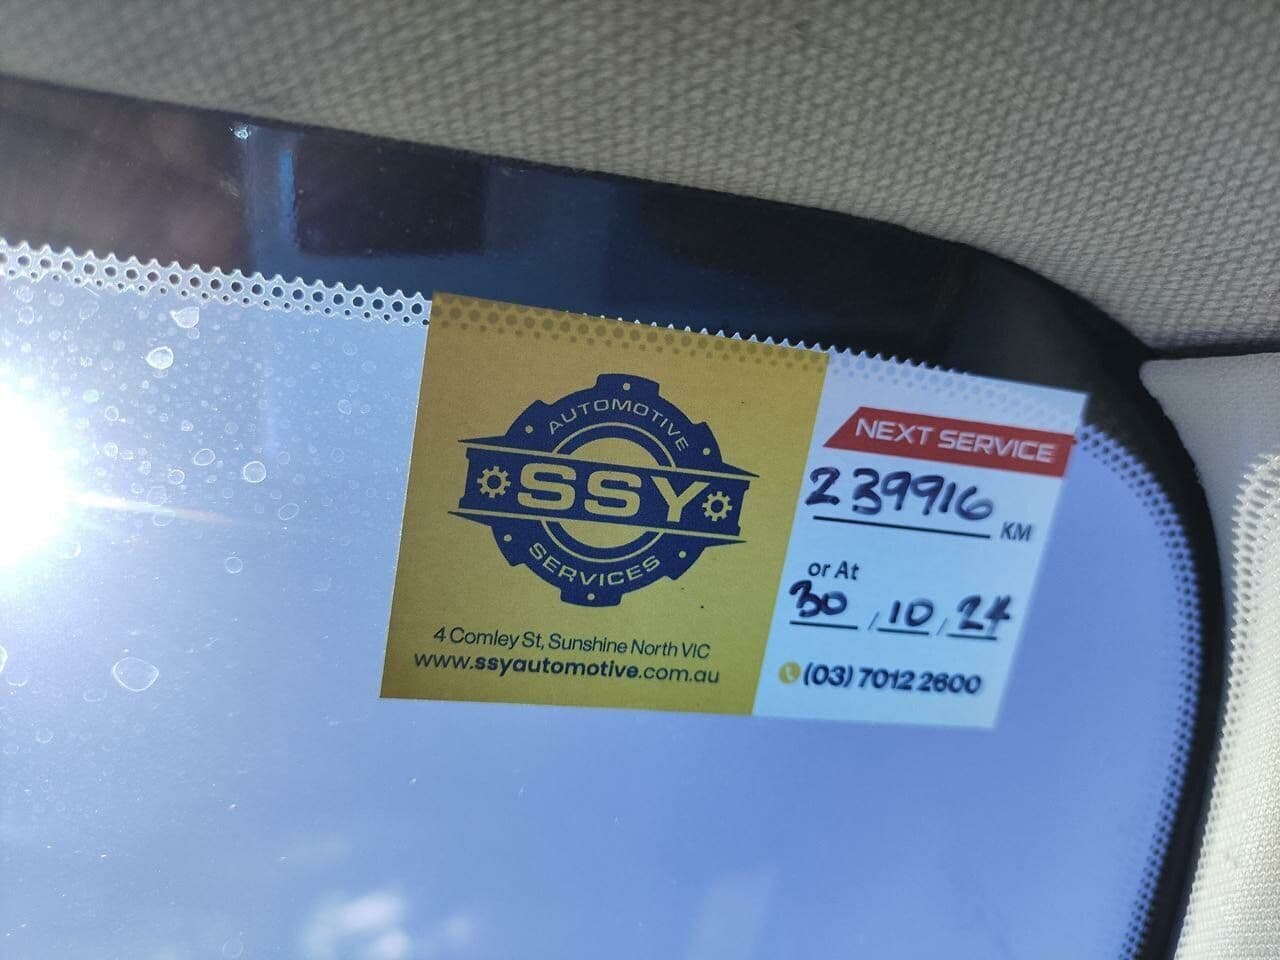 AUTOMOTIVE
SSY
SERVICES
4 Comley St, Sunshine North VIC
www.ssyautomotive.com.au
NEXT SERVICE
239916 KM
or At
30 / 10 / 24
(03) 7012 2600